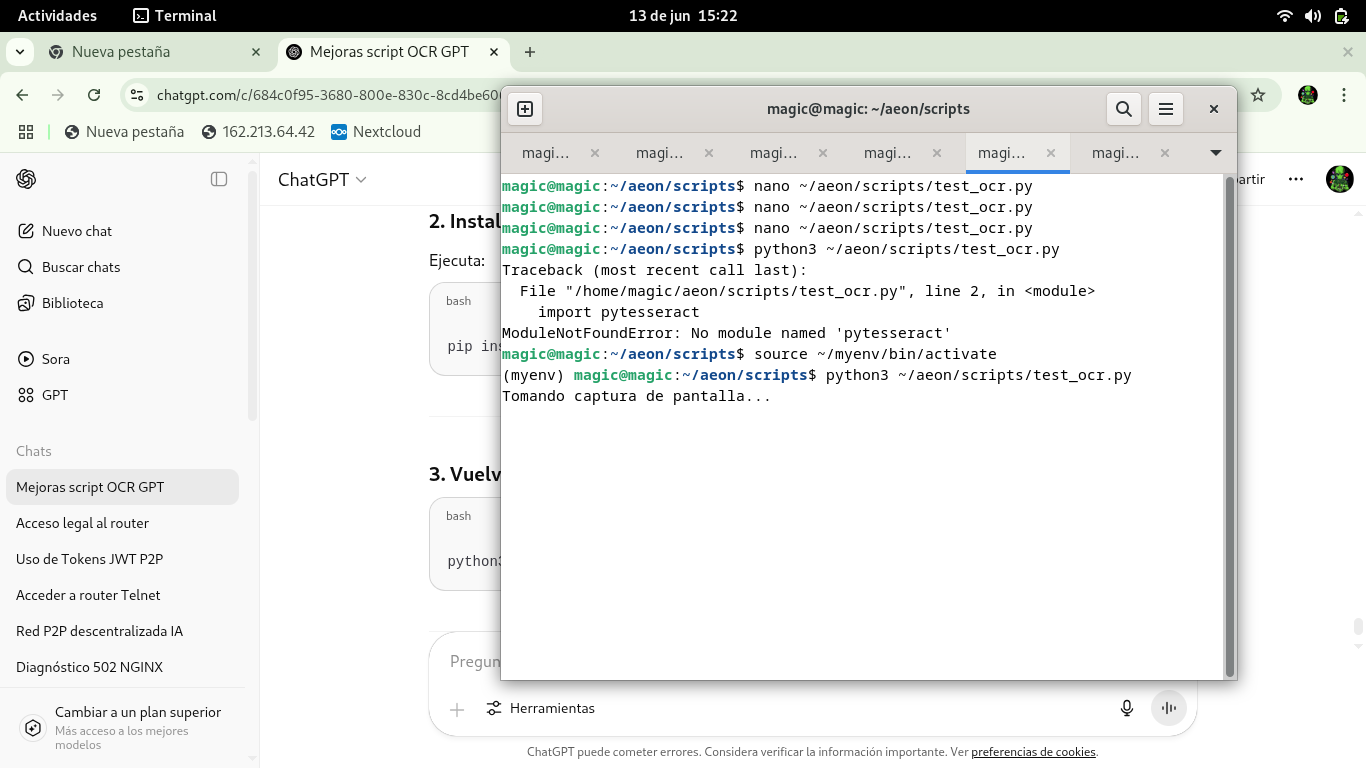 Actividades
Terminal
13 de jun 15:22
Nueva pestaña
Mejoras script OCR GPT
chatgpt.com/c/684c0f95-3680-800e-830c-8cd4be60
Nueva pestaña
162.213.64.42
Nextcloud
magic@magic: ~/aeon/scripts
magi…
magi…
magi…
magi…
magi…
magi…
ChatGPT
Nuevo chat
Buscar chats
Biblioteca
Sora
GPT
Chats
Mejoras script OCR GPT
Acceso legal al router
Uso de Tokens JWT P2P
Acceder a router Telnet
Red P2P descentralizada IA
Diagnóstico 502 NGINX
Cambiar a un plan superior
Más acceso a los mejores
modelos
2. Instal
Ejecuta:
bash
pip ins
3. Vuelv
bash
python3
Pregun
Herramientas
ChatGPT puede cometer errores. Considera verificar la información importante. Ver preferencias de cookies.
artir
magic@magic:~/aeon/scripts$ nano ~/aeon/scripts/test_ocr.py
magic@magic:~/aeon/scripts$ nano ~/aeon/scripts/test_ocr.py
magic@magic:~/aeon/scripts$ nano ~/aeon/scripts/test_ocr.py
magic@magic:~/aeon/scripts$ python3 ~/aeon/scripts/test_ocr.py
Traceback (most recent call last):
  File "/home/magic/aeon/scripts/test_ocr.py", line 2, in <module>
    import pytesseract
ModuleNotFoundError: No module named 'pytesseract'
magic@magic:~/aeon/scripts$ source ~/myenv/bin/activate
(myenv) magic@magic:~/aeon/scripts$ python3 ~/aeon/scripts/test_ocr.py
Tomando captura de pantalla...